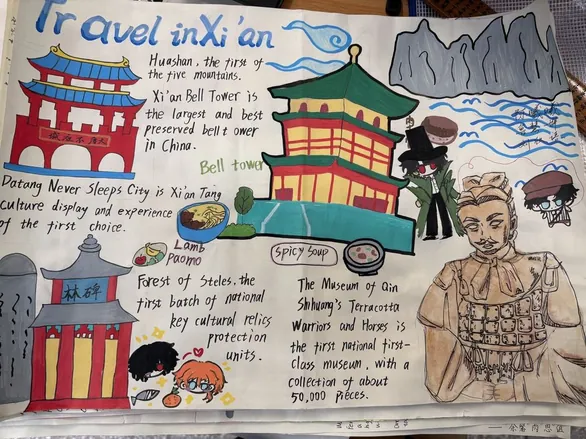 Travel in Xi'an
Huashan, the first of
the five mountains.
Xi'an Bell Tower is
the largest and best
preserved bell tower
in China.
Bell tower
Datang Never Sleeps City is Xi'an Tang
culture display and experience
of the first choice.
Lamb
Paomo
Spicy soup
林碑
Forest of Steles, the
first batch of national
key cultural relics
protection
units.
The Museum of Qin
Shihuang's Terracotta
Warriors and Horses is
the first national first-
class museum, with a
collection of about
50,000 pieces.